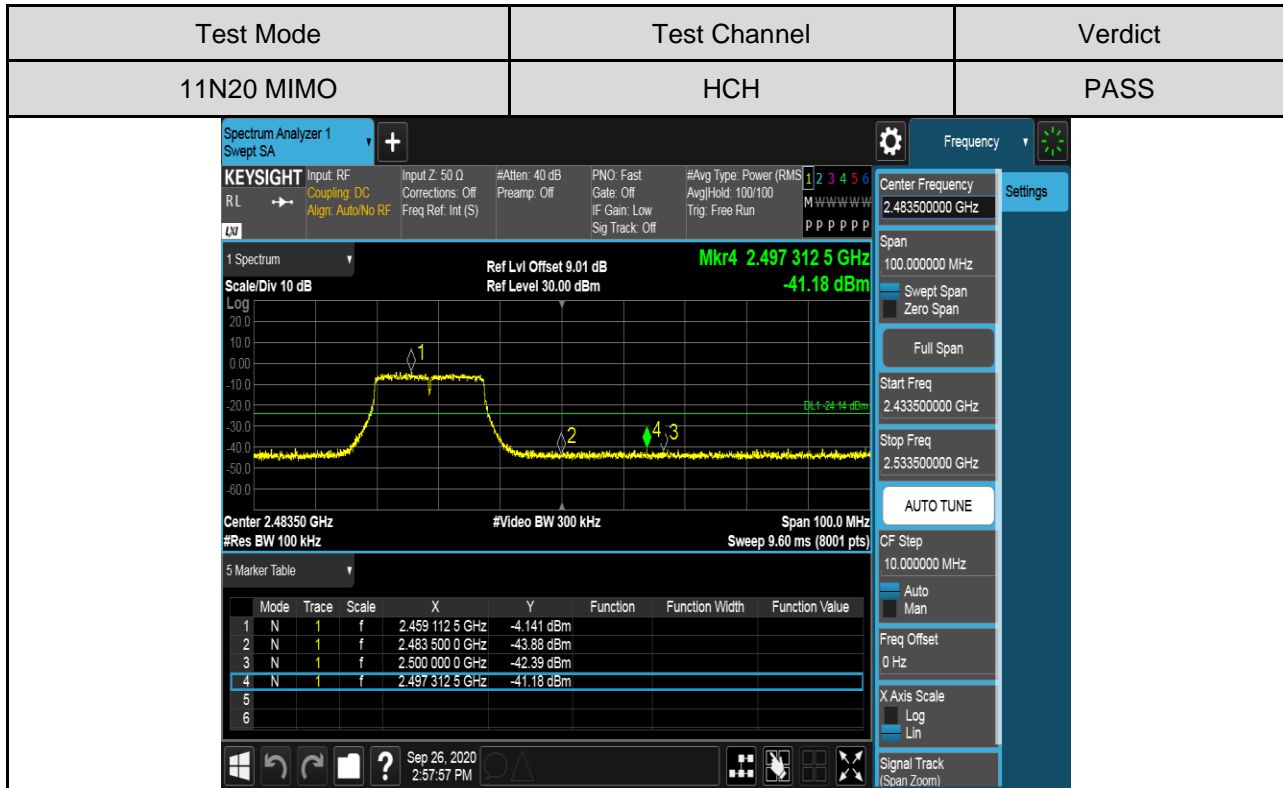 Test Mode Test Channel Verdict
11N20 MIMO HCH PASS
Spectrum Analyzer 1
Swept SA
Frequency
KEYSIGHT Input: RF Input Z: 50 Ω #Atten: 40 dB PNO: Fast #Avg Type: Power (RMS 1 2 3 4 5 6
RL Coupling: DC Corrections: Off Preamp: Off Gate: Off Avg|Hold: 100/100 M W W W W W
Align: Auto/No RF Freq Ref: Int (S) IF Gain: Low Trig: Free Run
LXI Sig Track: Off P P P P P P
1 Spectrum
Scale/Div 10 dB
Ref Lvl Offset 9.01 dB
Ref Level 30.00 dBm
Mkr4 2.497 312 5 GHz
-41.18 dBm
Log
20.0
10.0
0.00
-10.0
-20.0
-30.0
-40.0
-50.0
-60.0
1
2
4
3
DL1 -24.14 dBm
Center 2.48350 GHz #Video BW 300 kHz Span 100.0 MHz
#Res BW 100 kHz Sweep 9.60 ms (8001 pts)
5 Marker Table
Mode Trace Scale X Y Function Function Width Function Value
1 N 1 f 2.459 112 5 GHz -4.141 dBm
2 N 1 f 2.483 500 0 GHz -43.88 dBm
3 N 1 f 2.500 000 0 GHz -42.39 dBm
4 N 1 f 2.497 312 5 GHz -41.18 dBm
5
6
Sep 26, 2020
2:57:57 PM
?
Center Frequency
2.483500000 GHz
Settings
Span
100.000000 MHz
Swept Span
Zero Span
Full Span
Start Freq
2.433500000 GHz
Stop Freq
2.533500000 GHz
AUTO TUNE
CF Step
10.000000 MHz
Auto
Man
Freq Offset
0 Hz
X Axis Scale
Log
Lin
Signal Track
(Span Zoom)